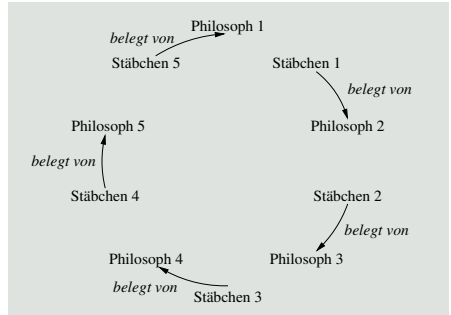 Philosoph 1
belegt von
Stäbchen 5
Stäbchen 1
belegt von
Philosoph 5
Philosoph 2
belegt von
Stäbchen 4
Stäbchen 2
belegt von
Philosoph 4
Philosoph 3
belegt von
Stäbchen 3